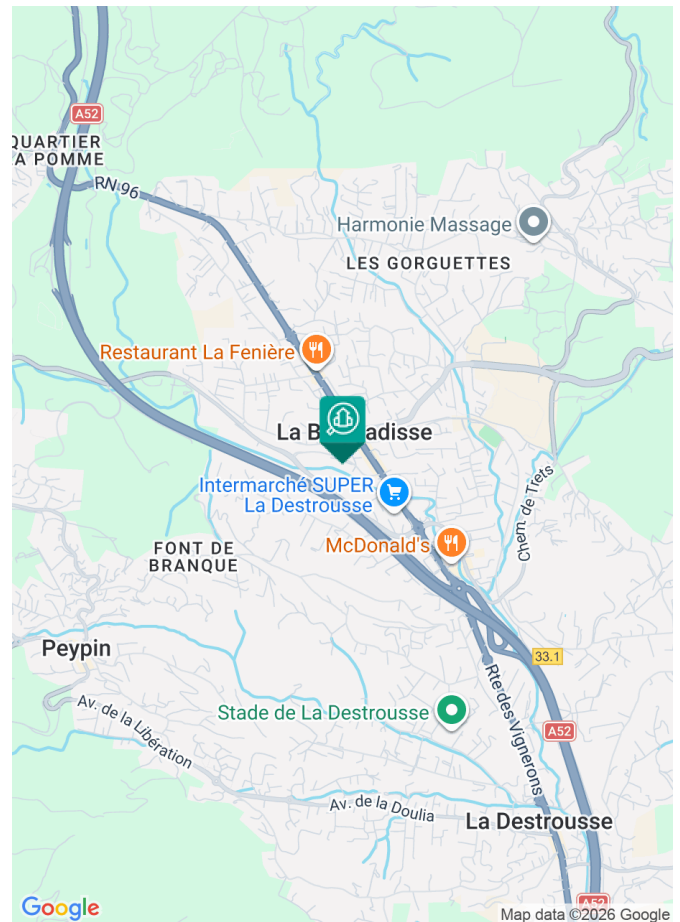 A52
QUARTIER
A POMME
RN 96
Harmonie Massage
LES GORGUETTES
Restaurant La Fenière
La B adisse
Intermarché SUPER
La Destrousse
McDonald's
Chem. de Trets
FONT DE
BRANQUE
Peypin
33.1
Av. de la Libération
Stade de La Destrousse
Rte des Vignerons
A52
Av. de la Doulia
La Destrousse
A52
Google
Map data ©2026 Google